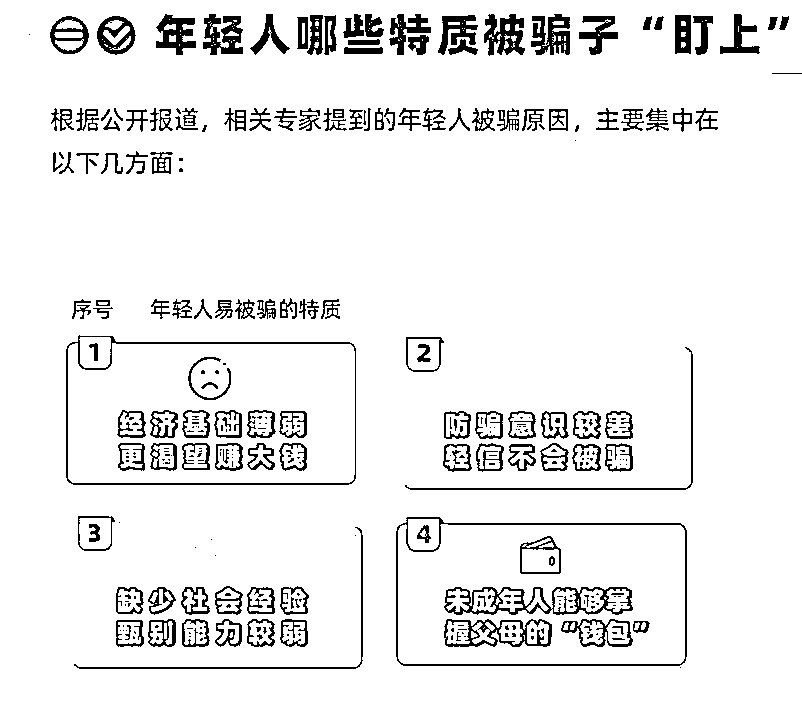 年轻人哪些特质被骗子“盯上”
根据公开报道，相关专家提到的年轻人被骗原因，主要集中在
以下几方面：
序号 年轻人易被骗的特质
1
经济基础薄弱
更渴望赚大钱
2
防骗意识较差
轻信不会被骗
3
缺少社会经验
甄别能力较弱
4
未成年人能够掌
握父母的“钱包”